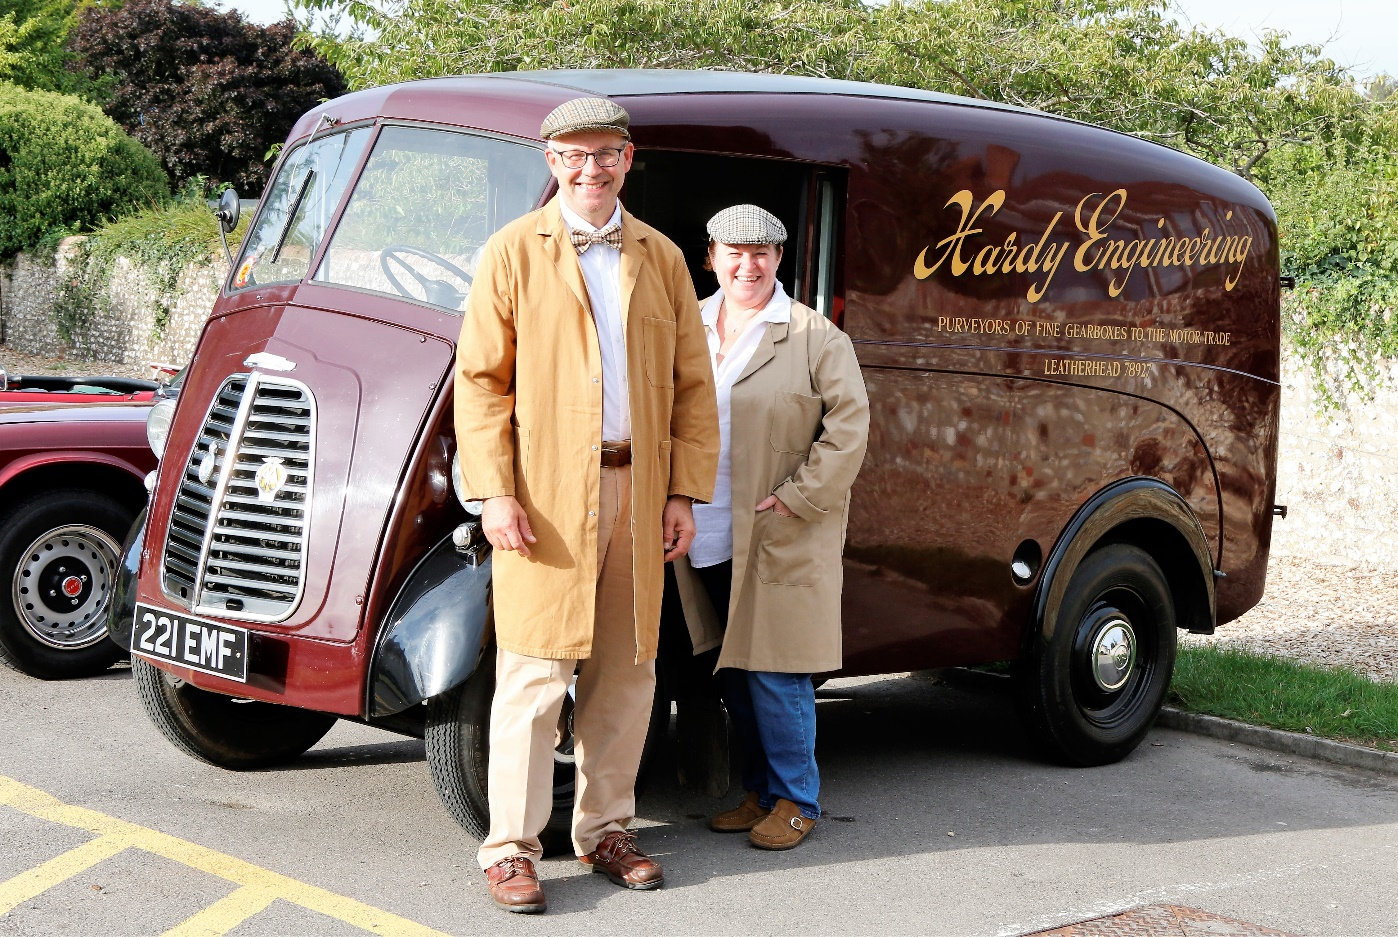 Hardy Engineering
PURVEYORS OF FINE GEARBOXES TO THE MOTOR TRADE
LEATHERHEAD 78927
221 EMF